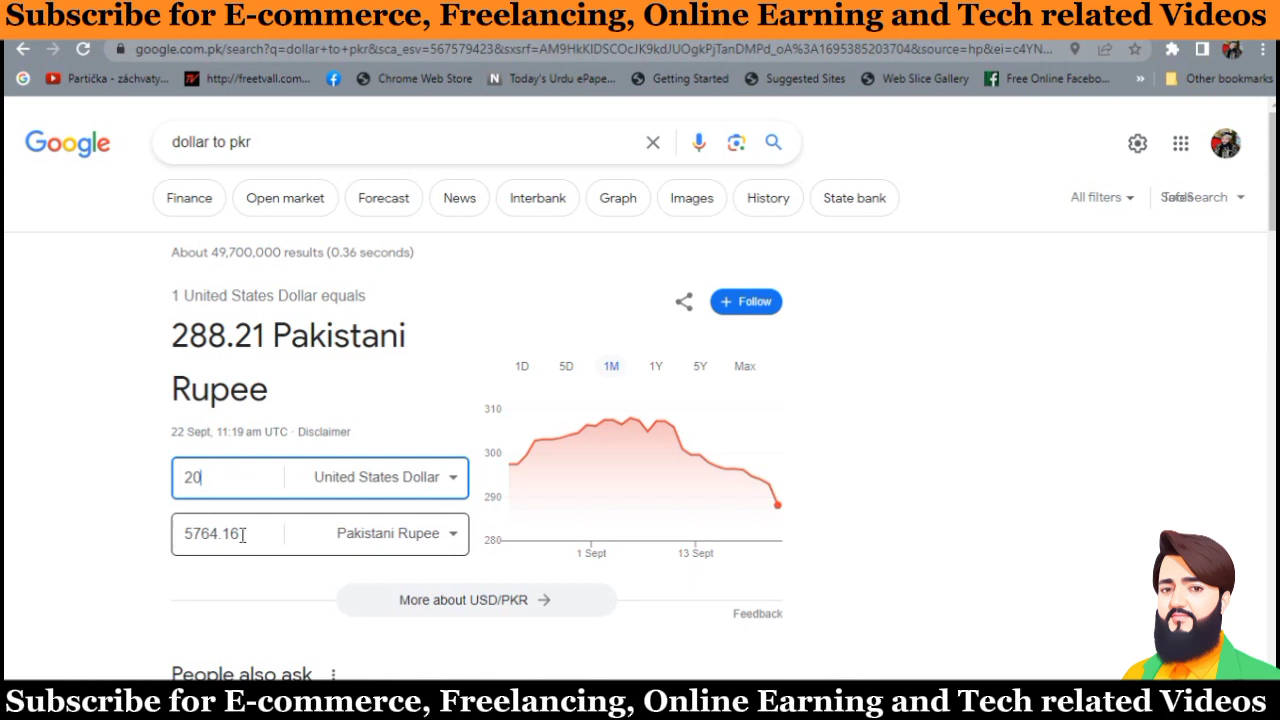 Subscribe for E-commerce, Freelancing, Online Earning and Tech related Videos
google.com.pk/search?q=dollar+to+pkr&sca_esv=567579423&sxsrf=AM9HkKIDSCOcJK9kdJUOgkPjTanDMPd_oA%3A1695385203704&source=hp&ei=c4YN...
Partička - záchvaty... http://freetvall.com... Chrome Web Store Today's Urdu ePape... Getting Started Suggested Sites Web Slice Gallery Free Online Facebo... » Other bookmarks
Google dollar to pkr
Finance Open market Forecast News Interbank Graph Images History State bank All filters
About 49,700,000 results (0.36 seconds)
1 United States Dollar equals
288.21 Pakistani
Rupee
+ Follow
22 Sept, 11:19 am UTC · Disclaimer
20 United States Dollar
5764.16 Pakistani Rupee
1D 5D 1M 1Y 5Y Max
310
300
290
280
1 Sept 13 Sept
More about USD/PKR
Feedback
People also ask
Subscribe for E-commerce, Freelancing, Online Earning and Tech related Videos